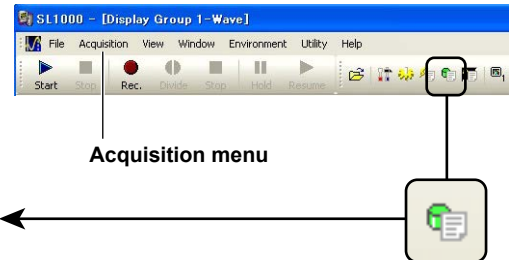 SL1000 - [Display Group 1-Wave]
File Acquisition View Window Environment Utility Help
Start Stop Rec. Divide Stop Hold Resume
Acquisition menu